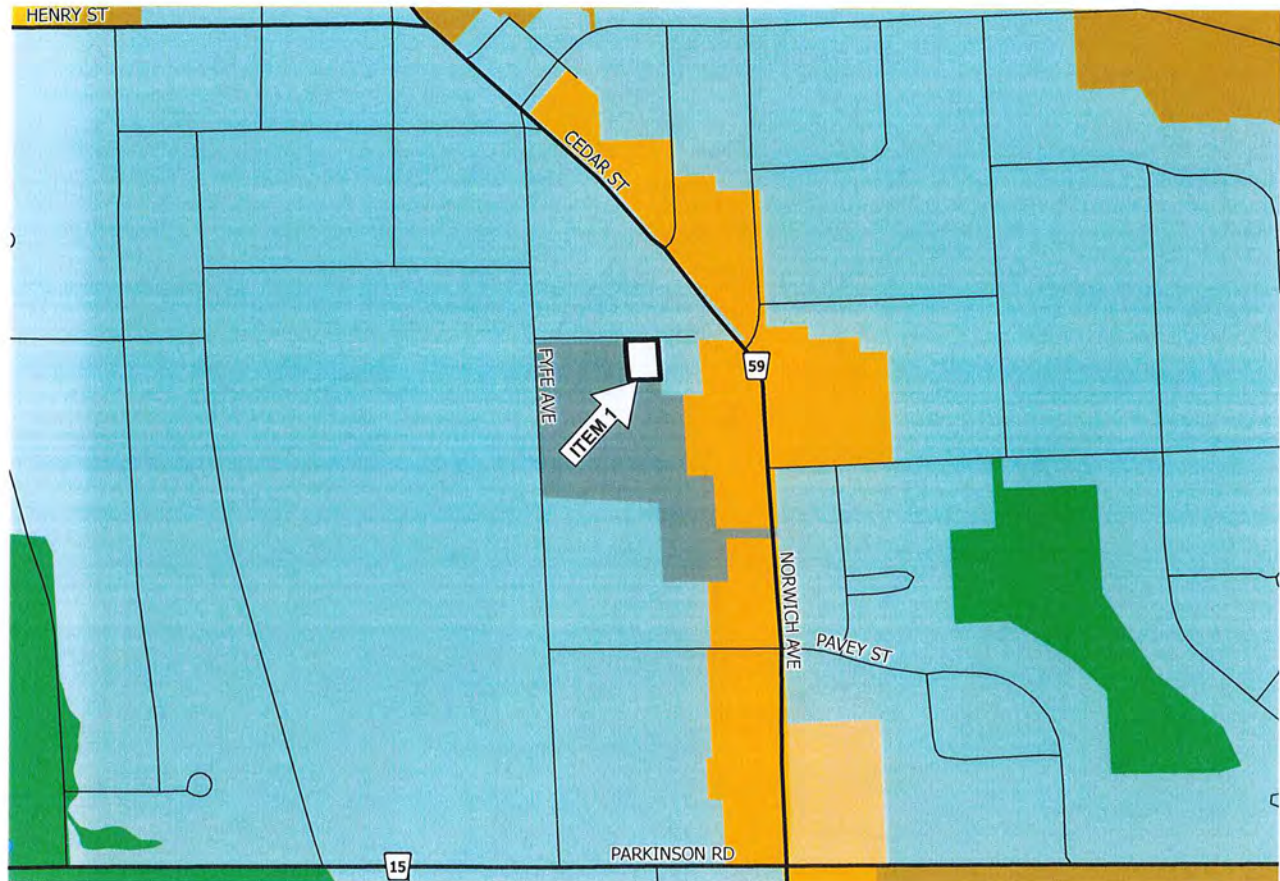 HENRY ST
CEDAR ST
59
FYFE AVE
ITEM 1
NORWICH AVE
PAVEY ST
PARKINSON RD
15